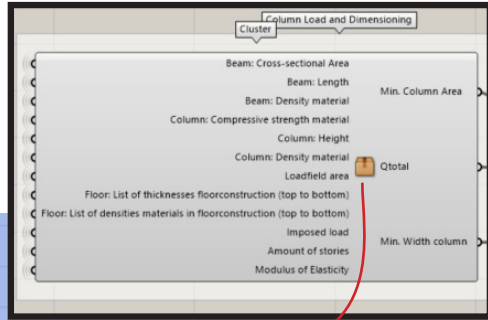 Column Load and Dimensioning
Cluster
Beam: Cross-sectional Area
Beam: Length
Beam: Density material
Column: Compressive strength material
Column: Height
Column: Density material
Loadfield area
Floor: List of thicknesses floorconstruction (top to bottom)
Floor: List of densities materials in floorconstruction (top to bottom)
Imposed load
Amount of stories
Modulus of Elasticity
Min. Column Area
Qtotal
Min. Width column